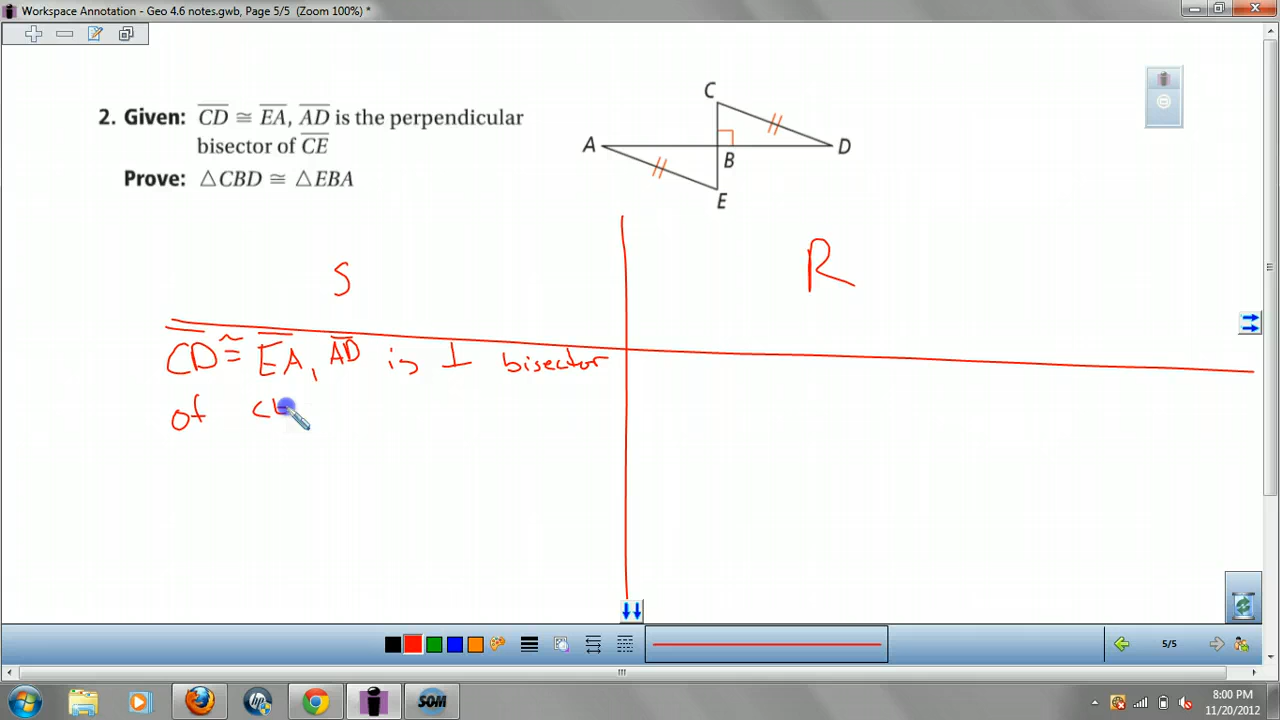 Workspace Annotation - Geo 4.6 notes.gwb, Page 5/5 (Zoom 100%) *
2. Given: CD ≅ EA, AD is the perpendicular
bisector of CE
Prove: △CBD ≅ △EBA
C
A
D
B
E
S
R
CD ≅ EA, AD is ⊥ bisector
of
5/5
SOM
hp
8:00 PM
11/20/2012